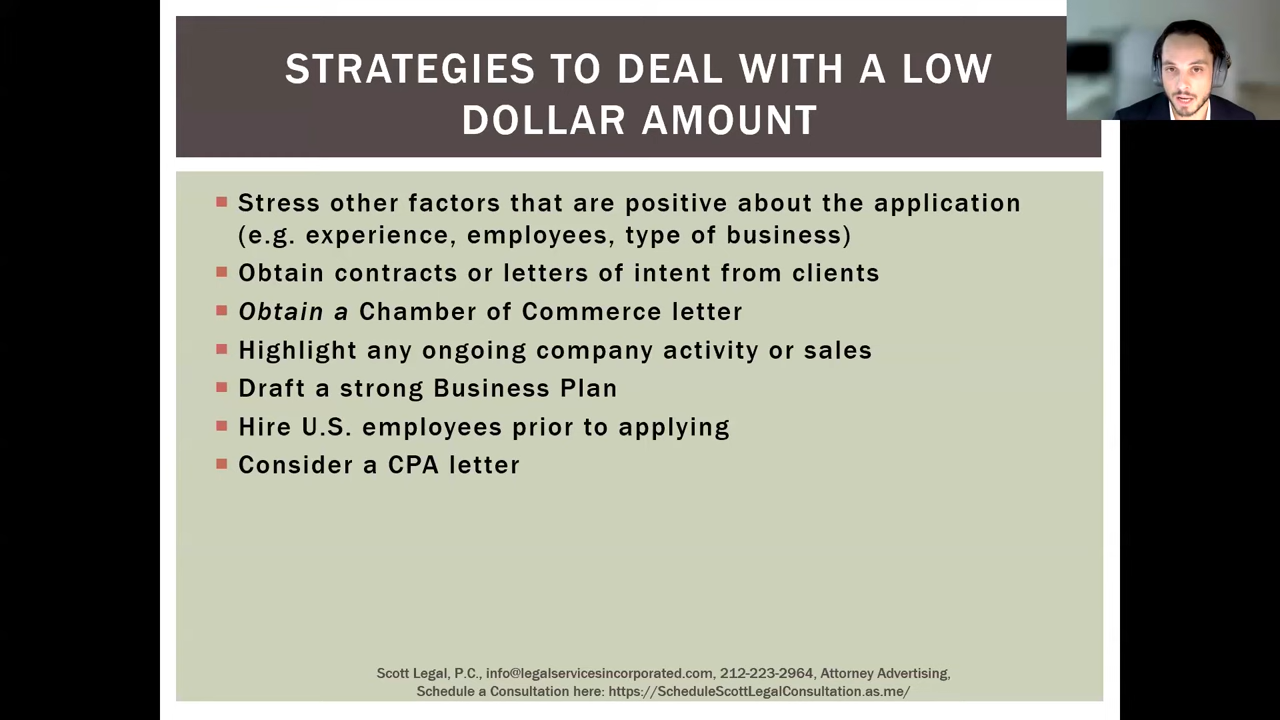 STRATEGIES TO DEAL WITH A LOW
DOLLAR AMOUNT
Stress other factors that are positive about the application
(e.g. experience, employees, type of business)
Obtain contracts or letters of intent from clients
Obtain a Chamber of Commerce letter
Highlight any ongoing company activity or sales
Draft a strong Business Plan
Hire U.S. employees prior to applying
Consider a CPA letter
Scott Legal, P.C., info@legalservicesincorporated.com, 212-223-2964, Attorney Advertising,
Schedule a Consultation here: https://ScheduleScottLegalConsultation.as.me/